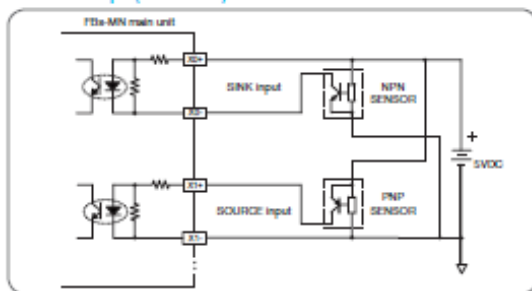 FBs-MN main unit
X0+
SINK input
NPN
SENSOR
X0-
+
5VDC
X1+
SOURCE input
PNP
SENSOR
X1-